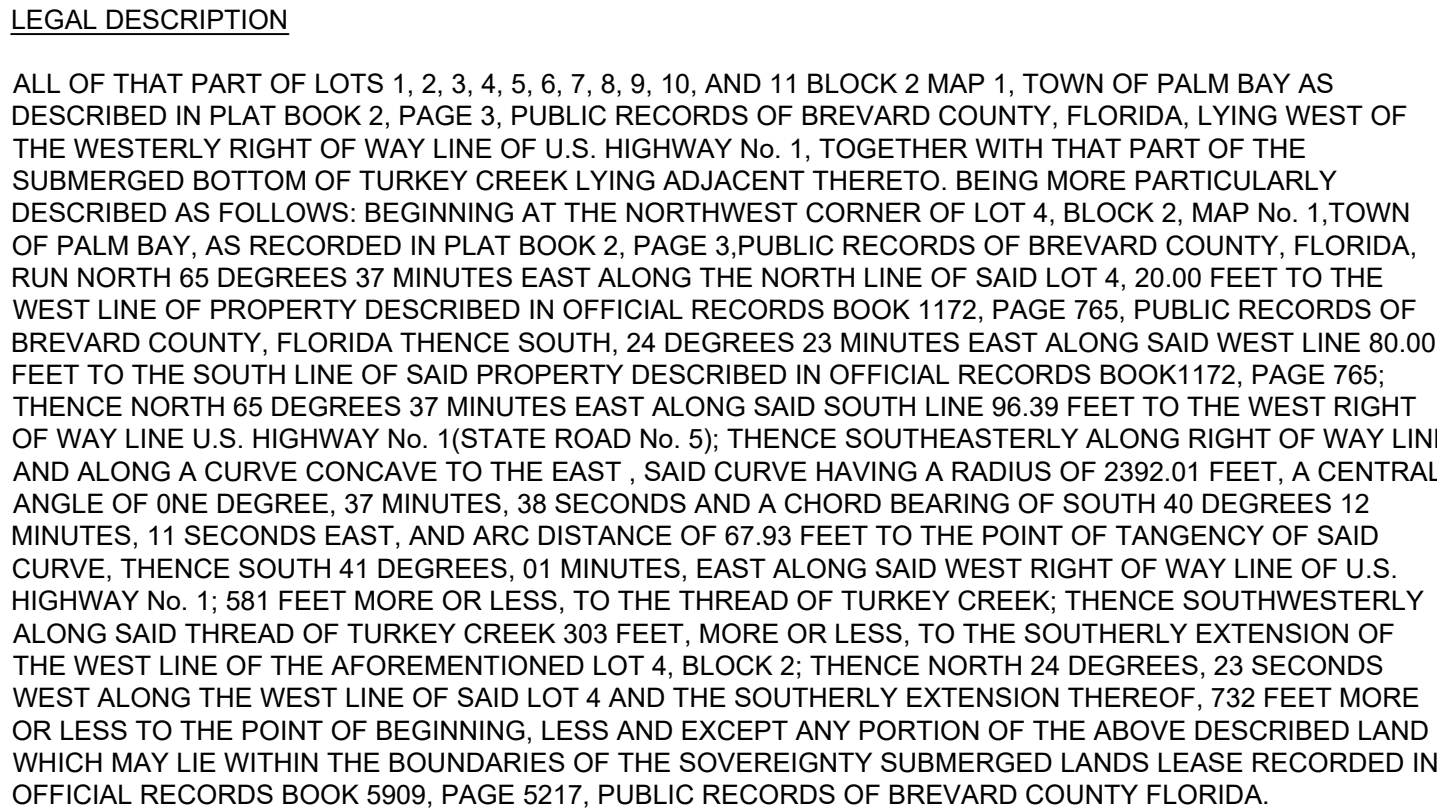 LEGAL DESCRIPTION
ALL OF THAT PART OF LOTS 1, 2, 3, 4, 5, 6, 7, 8, 9, 10, AND 11 BLOCK 2 MAP 1, TOWN OF PALM BAY AS
DESCRIBED IN PLAT BOOK 2, PAGE 3, PUBLIC RECORDS OF BREVARD COUNTY, FLORIDA, LYING WEST OF
THE WESTERLY RIGHT OF WAY LINE OF U.S. HIGHWAY No. 1, TOGETHER WITH THAT PART OF THE
SUBMERGED BOTTOM OF TURKEY CREEK LYING ADJACENT THERETO. BEING MORE PARTICULARLY
DESCRIBED AS FOLLOWS: BEGINNING AT THE NORTHWEST CORNER OF LOT 4, BLOCK 2, MAP No. 1,TOWN
OF PALM BAY, AS RECORDED IN PLAT BOOK 2, PAGE 3,PUBLIC RECORDS OF BREVARD COUNTY, FLORIDA,
RUN NORTH 65 DEGREES 37 MINUTES EAST ALONG THE NORTH LINE OF SAID LOT 4, 20.00 FEET TO THE
WEST LINE OF PROPERTY DESCRIBED IN OFFICIAL RECORDS BOOK 1172, PAGE 765, PUBLIC RECORDS OF
BREVARD COUNTY, FLORIDA THENCE SOUTH, 24 DEGREES 23 MINUTES EAST ALONG SAID WEST LINE 80.00
FEET TO THE SOUTH LINE OF SAID PROPERTY DESCRIBED IN OFFICIAL RECORDS BOOK1172, PAGE 765;
THENCE NORTH 65 DEGREES 37 MINUTES EAST ALONG SAID SOUTH LINE 96.39 FEET TO THE WEST RIGHT
OF WAY LINE U.S. HIGHWAY No. 1(STATE ROAD No. 5); THENCE SOUTHEASTERLY ALONG RIGHT OF WAY LINE
AND ALONG A CURVE CONCAVE TO THE EAST , SAID CURVE HAVING A RADIUS OF 2392.01 FEET, A CENTRAL
ANGLE OF 0NE DEGREE, 37 MINUTES, 38 SECONDS AND A CHORD BEARING OF SOUTH 40 DEGREES 12
MINUTES, 11 SECONDS EAST, AND ARC DISTANCE OF 67.93 FEET TO THE POINT OF TANGENCY OF SAID
CURVE, THENCE SOUTH 41 DEGREES, 01 MINUTES, EAST ALONG SAID WEST RIGHT OF WAY LINE OF U.S.
HIGHWAY No. 1; 581 FEET MORE OR LESS, TO THE THREAD OF TURKEY CREEK; THENCE SOUTHWESTERLY
ALONG SAID THREAD OF TURKEY CREEK 303 FEET, MORE OR LESS, TO THE SOUTHERLY EXTENSION OF
THE WEST LINE OF THE AFOREMENTIONED LOT 4, BLOCK 2; THENCE NORTH 24 DEGREES, 23 SECONDS
WEST ALONG THE WEST LINE OF SAID LOT 4 AND THE SOUTHERLY EXTENSION THEREOF, 732 FEET MORE
OR LESS TO THE POINT OF BEGINNING, LESS AND EXCEPT ANY PORTION OF THE ABOVE DESCRIBED LAND
WHICH MAY LIE WITHIN THE BOUNDARIES OF THE SOVEREIGNTY SUBMERGED LANDS LEASE RECORDED IN
OFFICIAL RECORDS BOOK 5909, PAGE 5217, PUBLIC RECORDS OF BREVARD COUNTY FLORIDA.